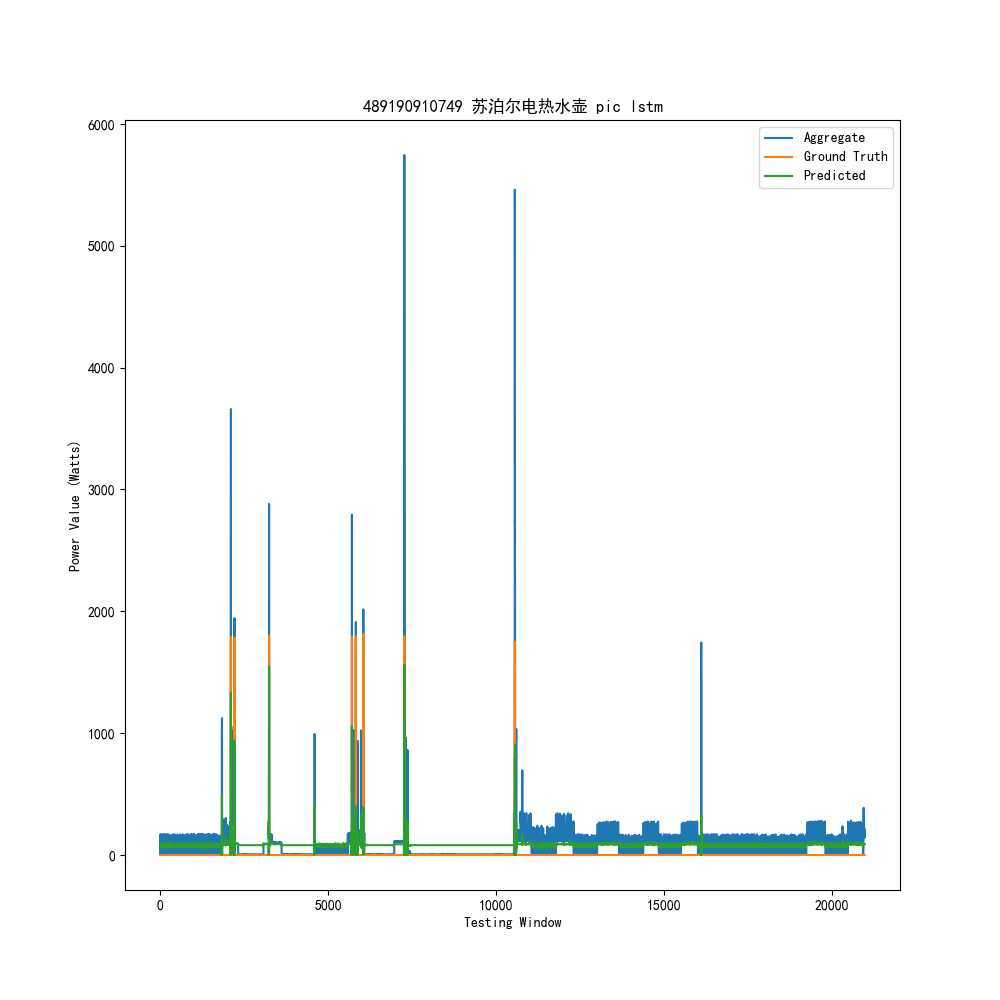 489190910749 苏泊尔电热水壶 pic lstm
Aggregate
Ground Truth
Predicted
6000
5000
4000
3000
2000
1000
0
Power Value (Watts)
0 5000 10000 15000 20000
Testing Window